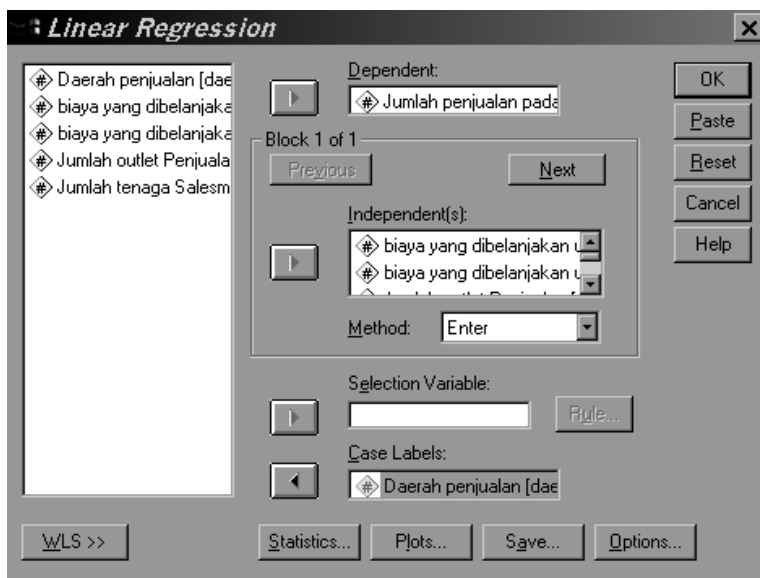 Linear Regression
Daerah penjualan [dae
biaya yang dibelanjaka
biaya yang dibelanjaka
Jumlah outlet Penjuala
Jumlah tenaga Salesm
Dependent:
Jumlah penjualan pada
Block 1 of 1
Previous
Next
Independent(s):
biaya yang dibelanjakan u
biaya yang dibelanjakan u
Method:
Enter
Selection Variable:
Rule...
Case Labels:
Daerah penjualan [dae
OK
Paste
Reset
Cancel
Help
WLS >>
Statistics...
Plots...
Save...
Options...